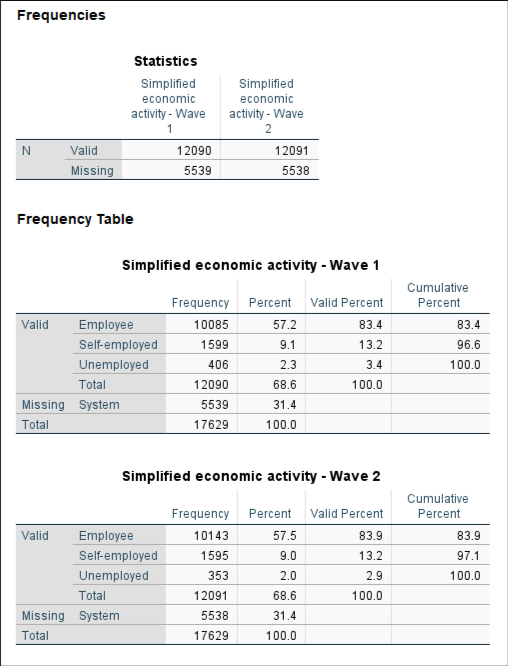 Frequencies
Statistics
Simplified economic activity - Wave 1 Simplified economic activity - Wave 2
N Valid 12090 12091
Missing 5539 5538
Frequency Table
Simplified economic activity - Wave 1
Frequency Percent Valid Percent Cumulative Percent
Valid Employee 10085 57.2 83.4 83.4
Self-employed 1599 9.1 13.2 96.6
Unemployed 406 2.3 3.4 100.0
Total 12090 68.6 100.0
Missing System 5539 31.4
Total 17629 100.0
Simplified economic activity - Wave 2
Frequency Percent Valid Percent Cumulative Percent
Valid Employee 10143 57.5 83.9 83.9
Self-employed 1595 9.0 13.2 97.1
Unemployed 353 2.0 2.9 100.0
Total 12091 68.6 100.0
Missing System 5538 31.4
Total 17629 100.0